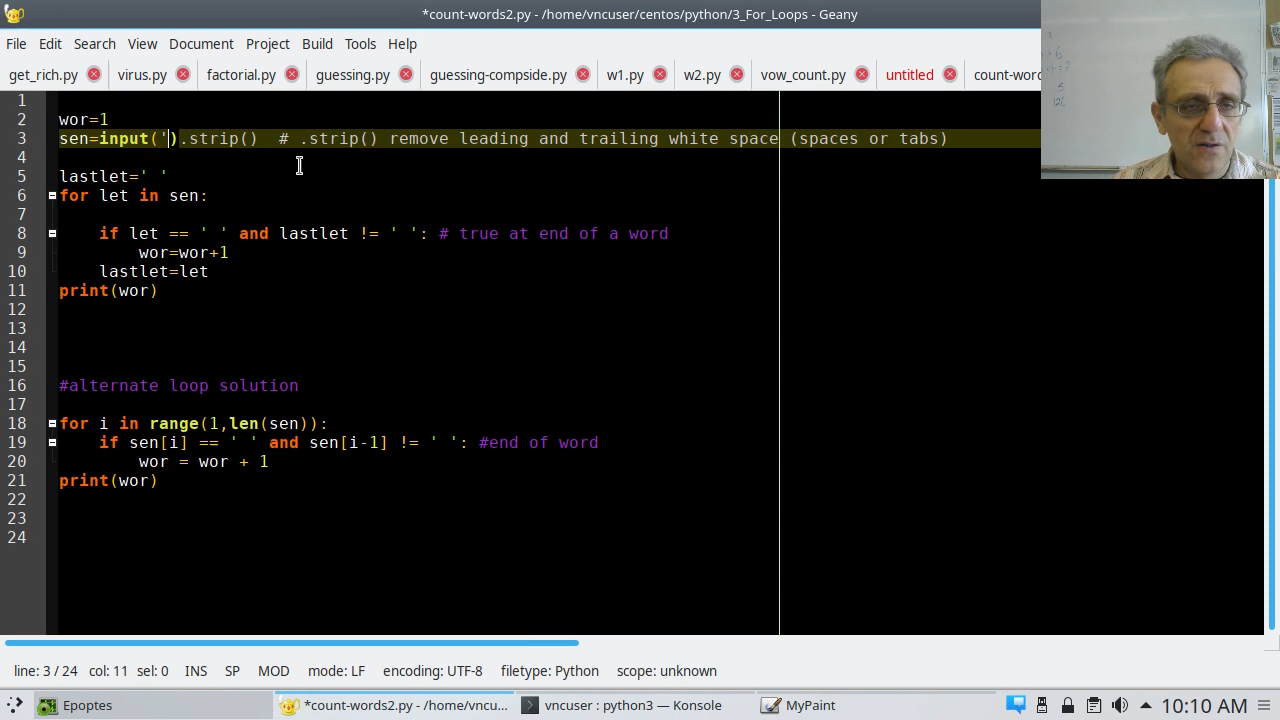 *count-words2.py - /home/vncuser/centos/python/3_For_Loops - Geany
File Edit Search View Document Project Build Tools Help
get_rich.py virus.py factorial.py guessing.py guessing-compside.py w1.py w2.py vow_count.py untitled count-wor
1
2 wor=1
3 sen=input(').strip()  # .strip() remove leading and trailing white space (spaces or tabs)
4
5 lastlet=' '
6 for let in sen:
7
8     if let == ' ' and lastlet != ' ': # true at end of a word
9         wor=wor+1
10     lastlet=let
11 print(wor)
12
13
14
15
16 #alternate loop solution
17
18 for i in range(1,len(sen)):
19     if sen[i] == ' ' and sen[i-1] != ' ': #end of word
20         wor = wor + 1
21 print(wor)
22
23
24
line: 3 / 24 col: 11 sel: 0 INS SP MOD mode: LF encoding: UTF-8 filetype: Python scope: unknown
Epoptes *count-words2.py - /home/vncu... vncuser : python3 — Konsole MyPaint 10:10 AM